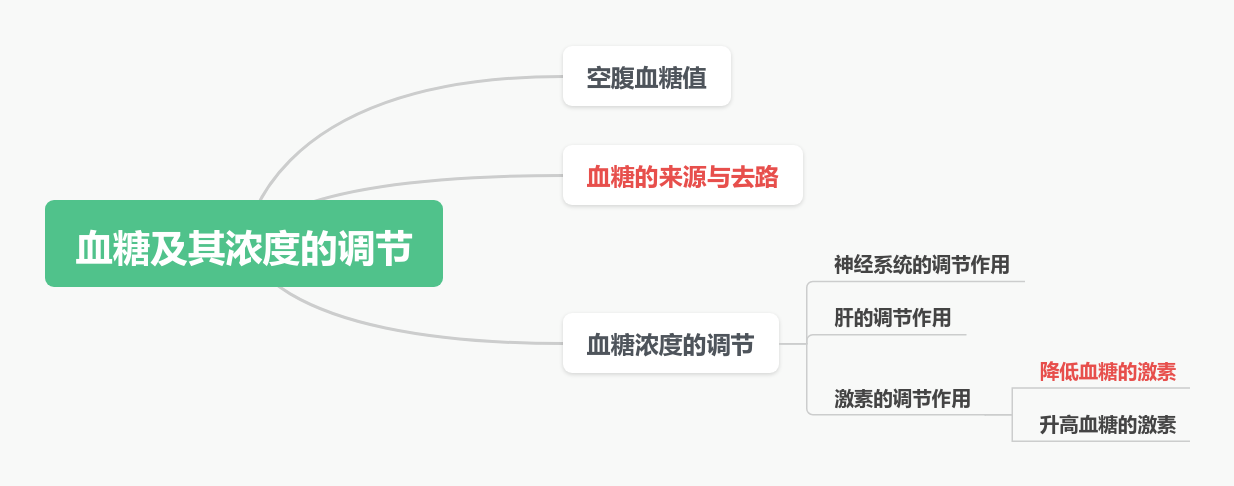 血糖及其浓度的调节
空腹血糖值
血糖的来源与去路
血糖浓度的调节
神经系统的调节作用
肝的调节作用
激素的调节作用
降低血糖的激素
升高血糖的激素